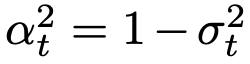 α_t^2 = 1 − σ_t^2